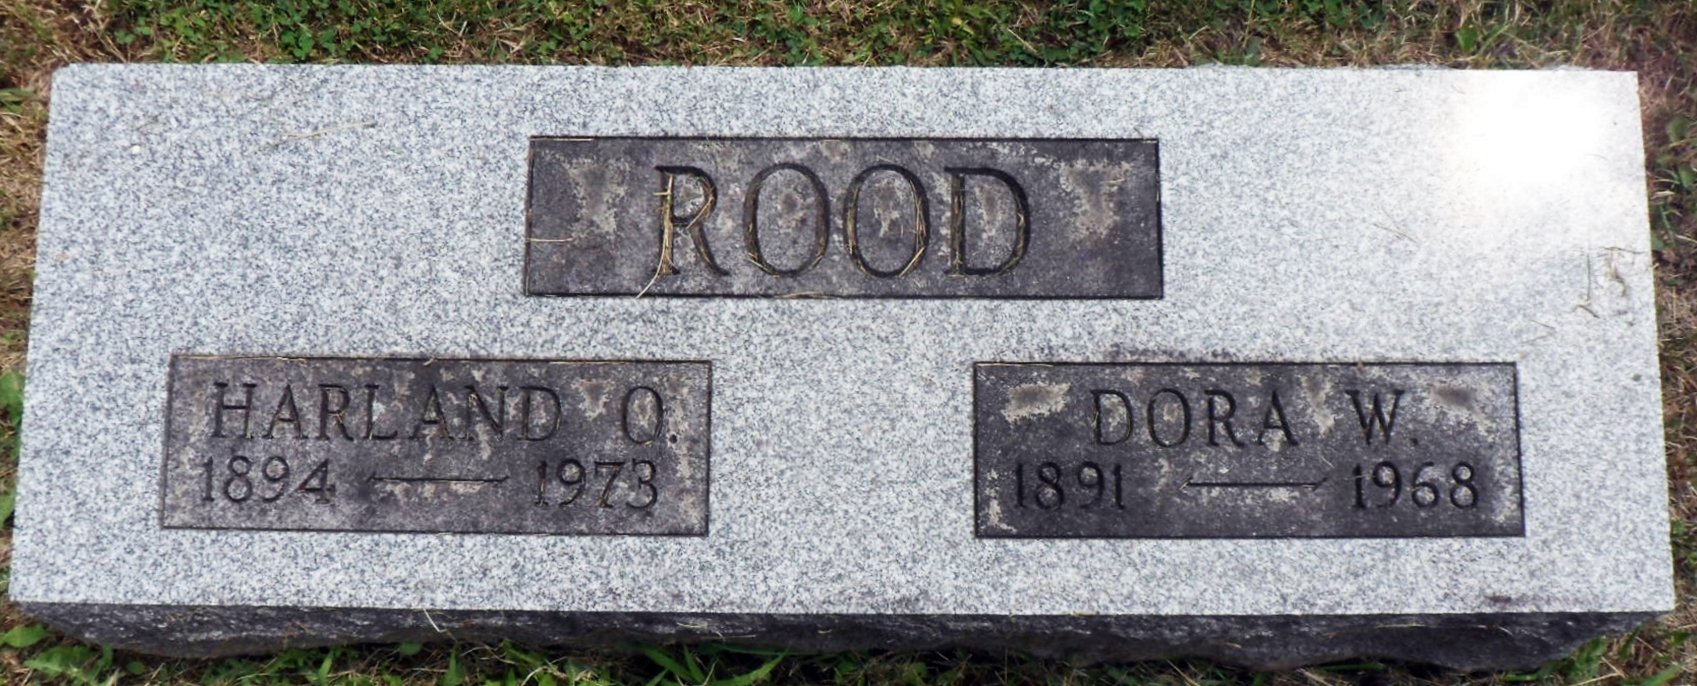 ROOD
HARLAND O.
1894 — 1973
DORA W.
1891 — 1968